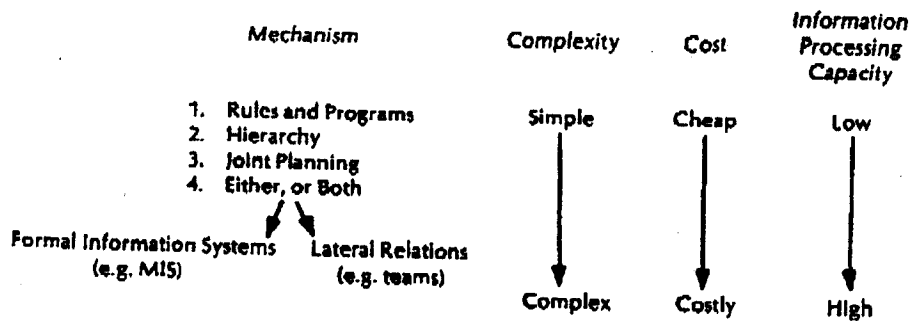 Mechanism Complexity Cost Information Processing Capacity
1. Rules and Programs Simple Cheap Low
2. Hierarchy
3. Joint Planning
4. Either, or Both
Formal Information Systems Lateral Relations
(e.g, MIS) (e.g. teams)
Complex Costly High